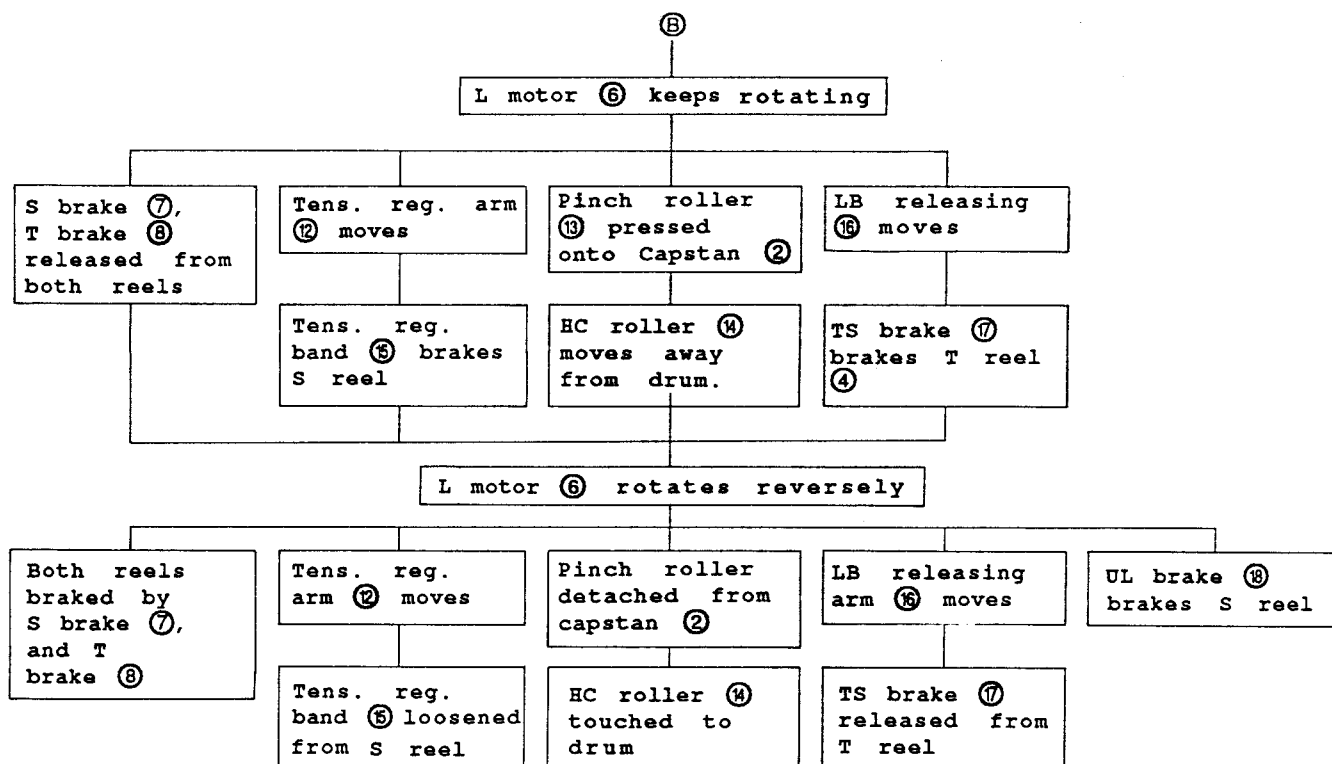 Ⓑ
L motor ⑥ keeps rotating
S brake ⑦,
T brake ⑧
released from
both reels
Tens. reg. arm
⑫ moves
Pinch roller
⑬ pressed
onto Capstan ②
LB releasing
⑯ moves
Tens. reg.
band ⑮ brakes
S reel
HC roller ⑭
moves away
from drum.
TS brake ⑰
brakes T reel
④
L motor ⑥ rotates reversely
Both reels
braked by
S brake ⑦,
and T
brake ⑧
Tens. reg.
arm ⑫ moves
Pinch roller
detached from
capstan ②
LB releasing
arm ⑯ moves
UL brake ⑱
brakes S reel
Tens. reg.
band ⑮ loosened
from S reel
HC roller ⑭
touched to
drum
TS brake ⑰
released from
T reel